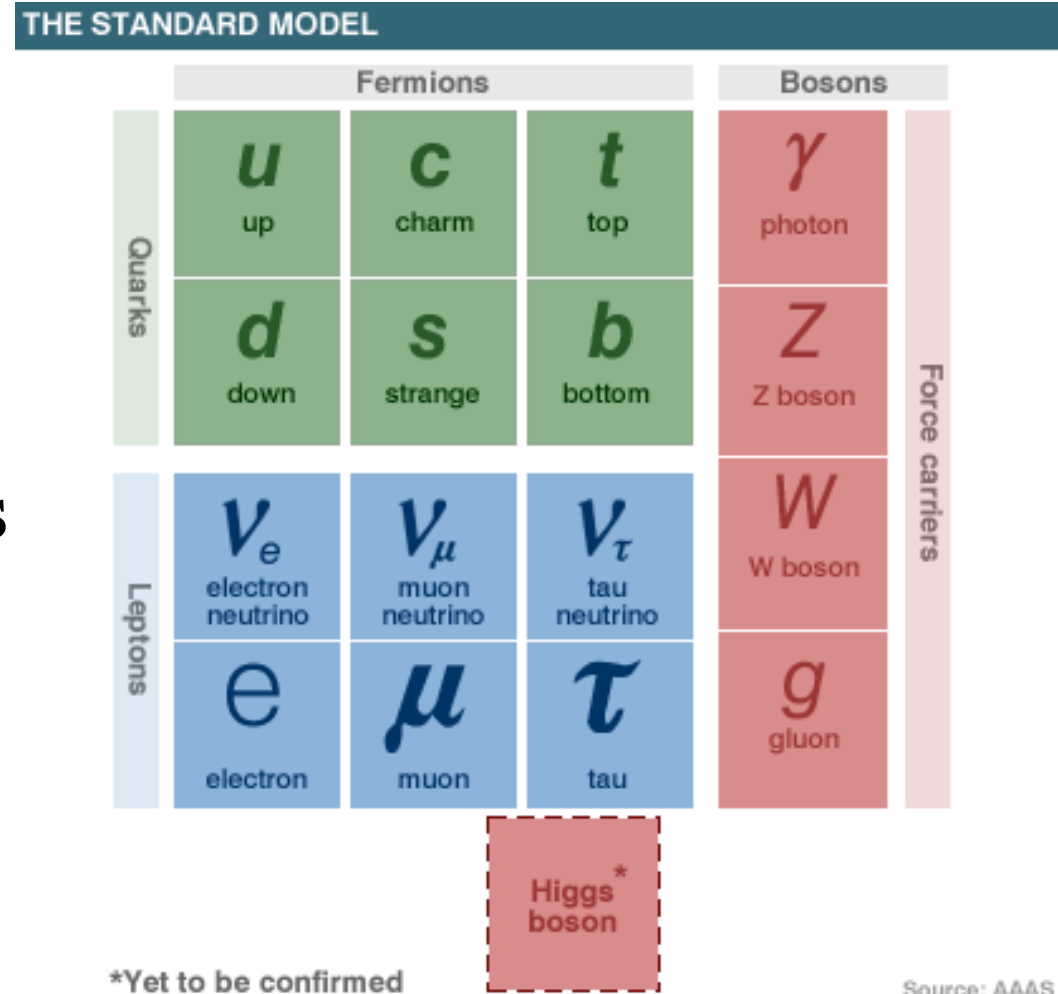 THE STANDARD MODEL
Fermions
Bosons
Quarks
u
up
c
charm
t
top
γ
photon
d
down
s
strange
b
bottom
Z
Z boson
Force carriers
s
Leptons
νe
electron
neutrino
νμ
muon
neutrino
ντ
tau
neutrino
W
W boson
e
electron
μ
muon
τ
tau
g
gluon
Higgs*
boson
*Yet to be confirmed
Source: AAAS